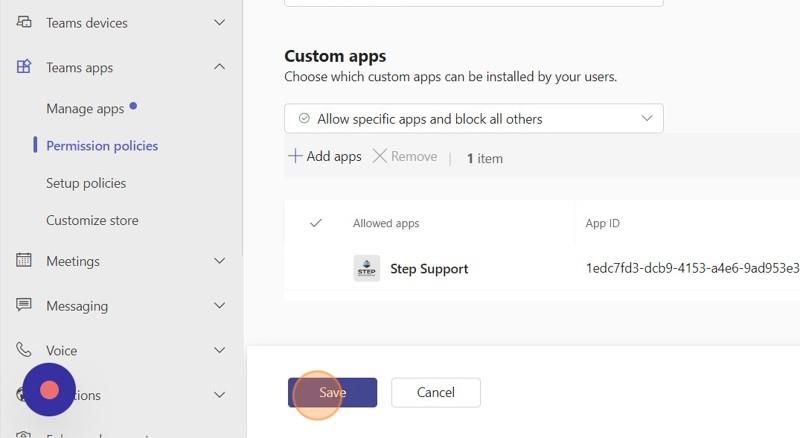 Teams devices
Teams apps
Manage apps
Permission policies
Setup policies
Customize store
Meetings
Messaging
Voice
Custom apps
Choose which custom apps can be installed by your users.
Allow specific apps and block all others
Add apps
Remove
|
1 item
Allowed apps
App ID
STEP
Step Support
1edc7fd3-dcb9-4153-a4e6-9ad953e3
Save
Cancel